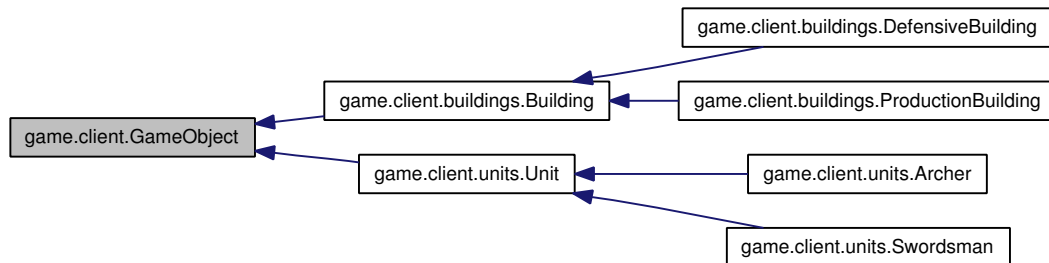 game.client.buildings.DefensiveBuilding
game.client.buildings.Building
game.client.buildings.ProductionBuilding
game.client.GameObject
game.client.units.Unit
game.client.units.Archer
game.client.units.Swordsman